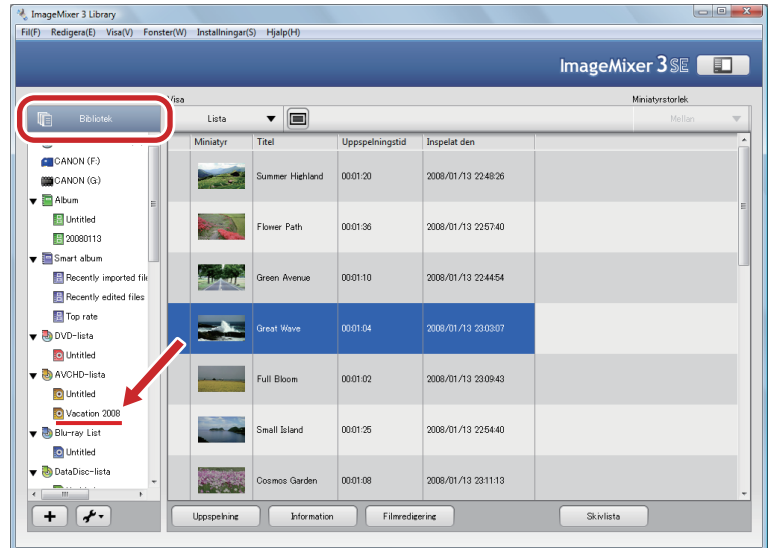 ImageMixer 3 Library
Fil(F) Redigera(E) Visa(V) Fonster(W) Installningar(S) Hjalp(H)
ImageMixer 3 SE
Visa Miniatyrstorlek
Bibliotek Lista Mellan
Miniatyr Titel Uppspelningstid Inspelat den
CANON (F:)
CANON (G:)
Album
Untitled
20080113
Smart album
Recently imported file
Recently edited files
Top rate
DVD-lista
Untitled
AVCHD-lista
Untitled
Vacation 2008
Blu-ray List
Untitled
DataDisc-lista
Summer Highland 00:01:20 2008/01/13 22:48:26
Flower Path 00:01:36 2008/01/13 22:57:40
Green Avenue 00:01:10 2008/01/13 22:44:54
Great Wave 00:01:04 2008/01/13 23:03:07
Full Bloom 00:01:02 2008/01/13 23:09:43
Small Island 00:01:25 2008/01/13 22:54:40
Cosmos Garden 00:01:08 2008/01/13 23:11:13
Uppspelning Information Filmredigering Skivlista